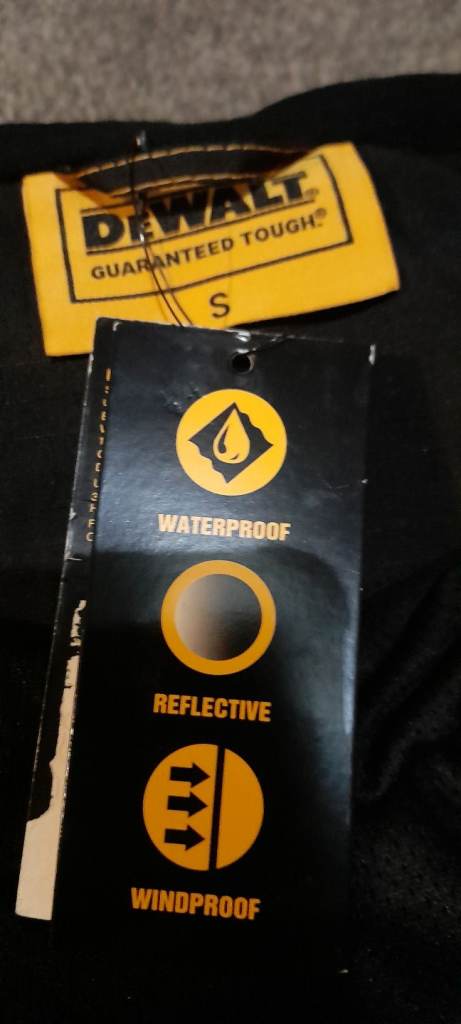 DEWALT®
GUARANTEED TOUGH.®
S
WATERPROOF
REFLECTIVE
WINDPROOF